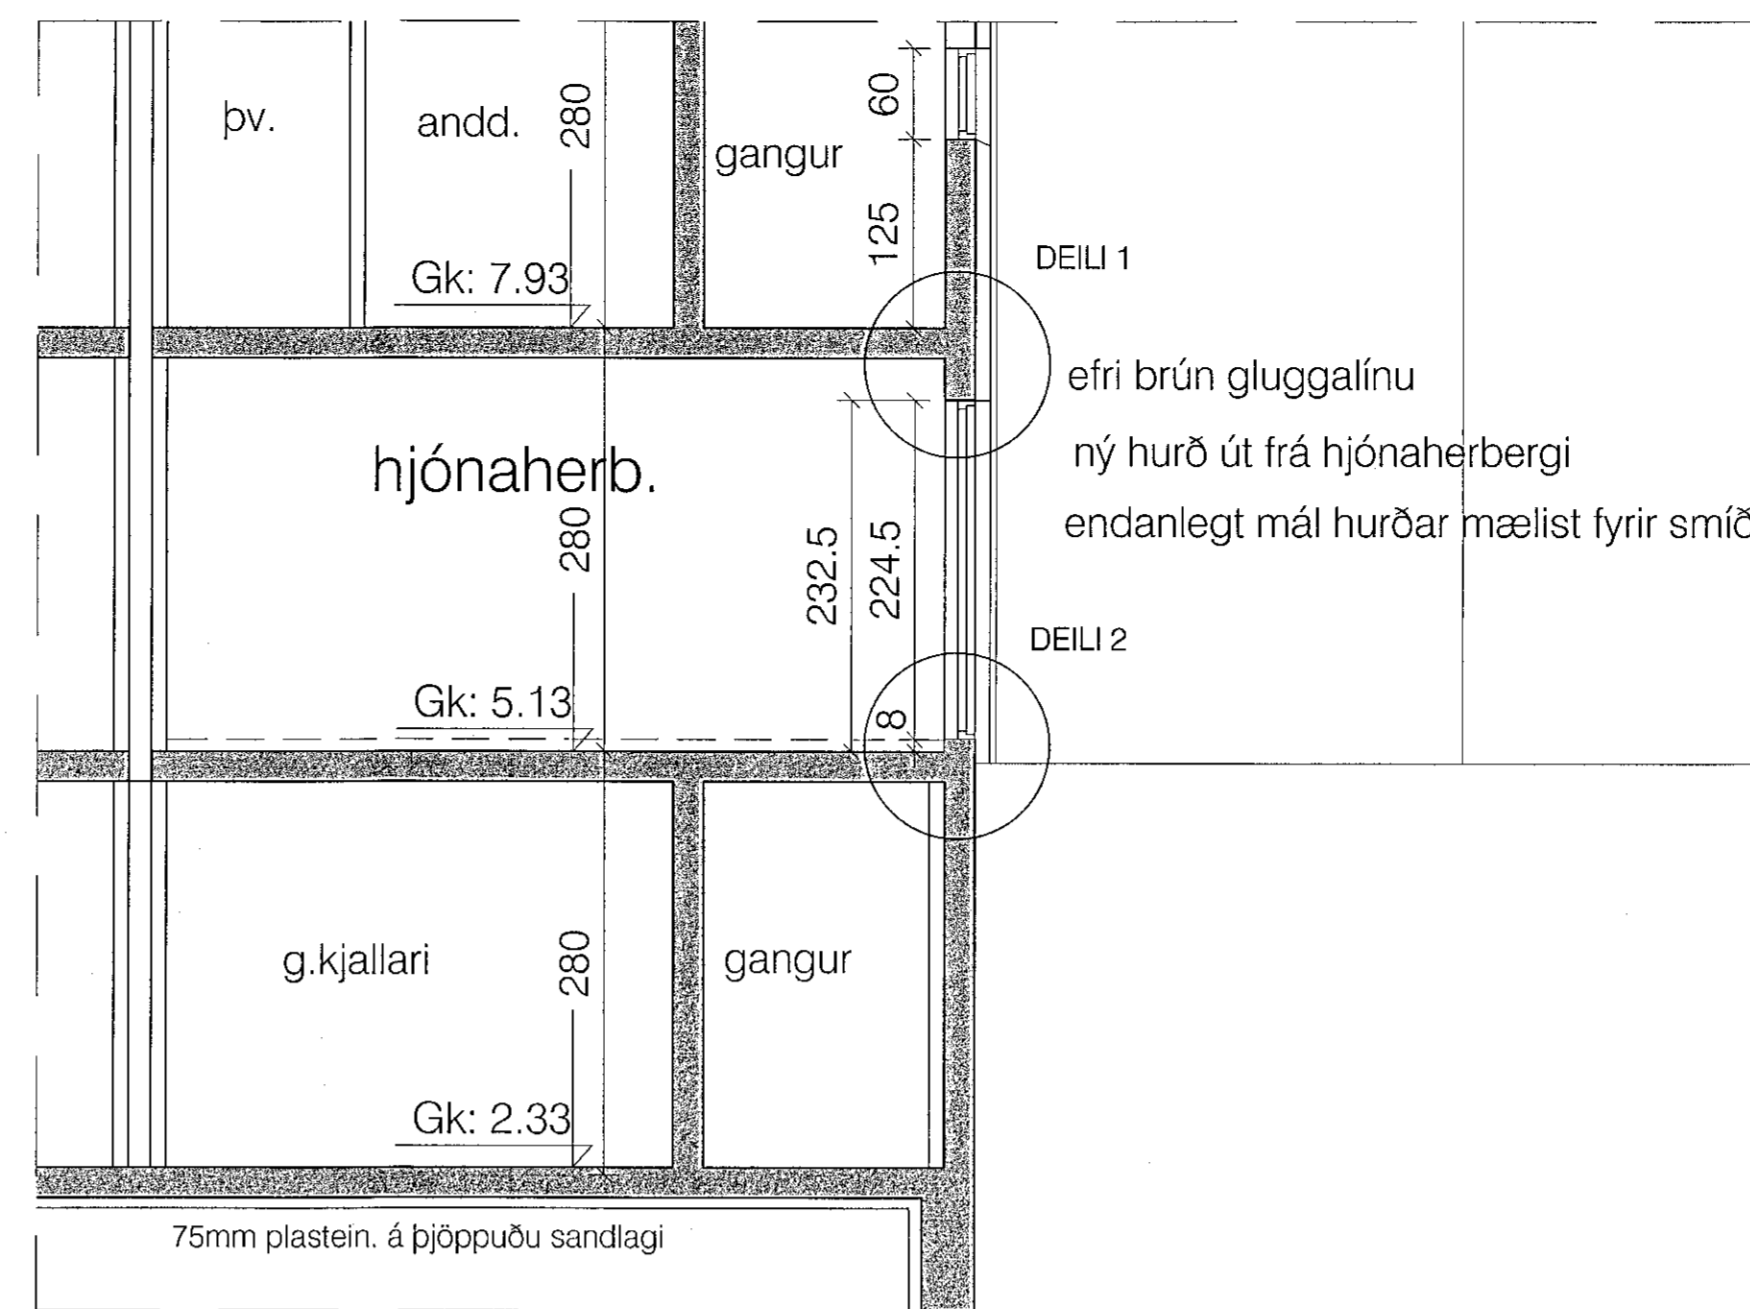 þv.
andd.
280
gangur
60
125
Gk: 7.93
DEILI 1
efri brún gluggalínu
ný hurð út frá hjónaherbergi
endanlegt mál hurðar mælist fyrir smíð
hjónaherb.
280
232.5
224.5
8
DEILI 2
Gk: 5.13
g.kjallari
280
gangur
Gk: 2.33
75mm plastein. á þjöppuðu sandlagi